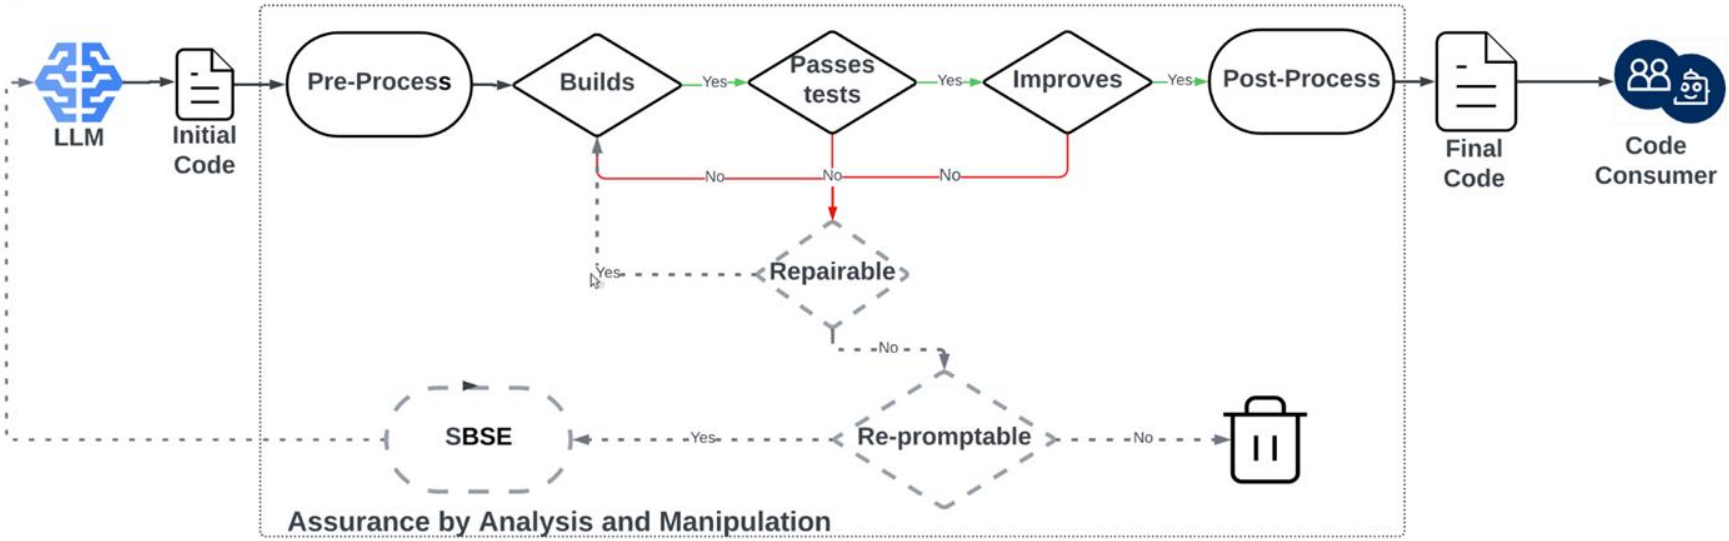 LLM
Initial
Code
Pre-Process
Builds
Yes
Passes
tests
Yes
Improves
Yes
Post-Process
Final
Code
Code
Consumer
No
No
No
Repairable
Yes
No
Re-promptable
Yes
No
SBSE
Assurance by Analysis and Manipulation